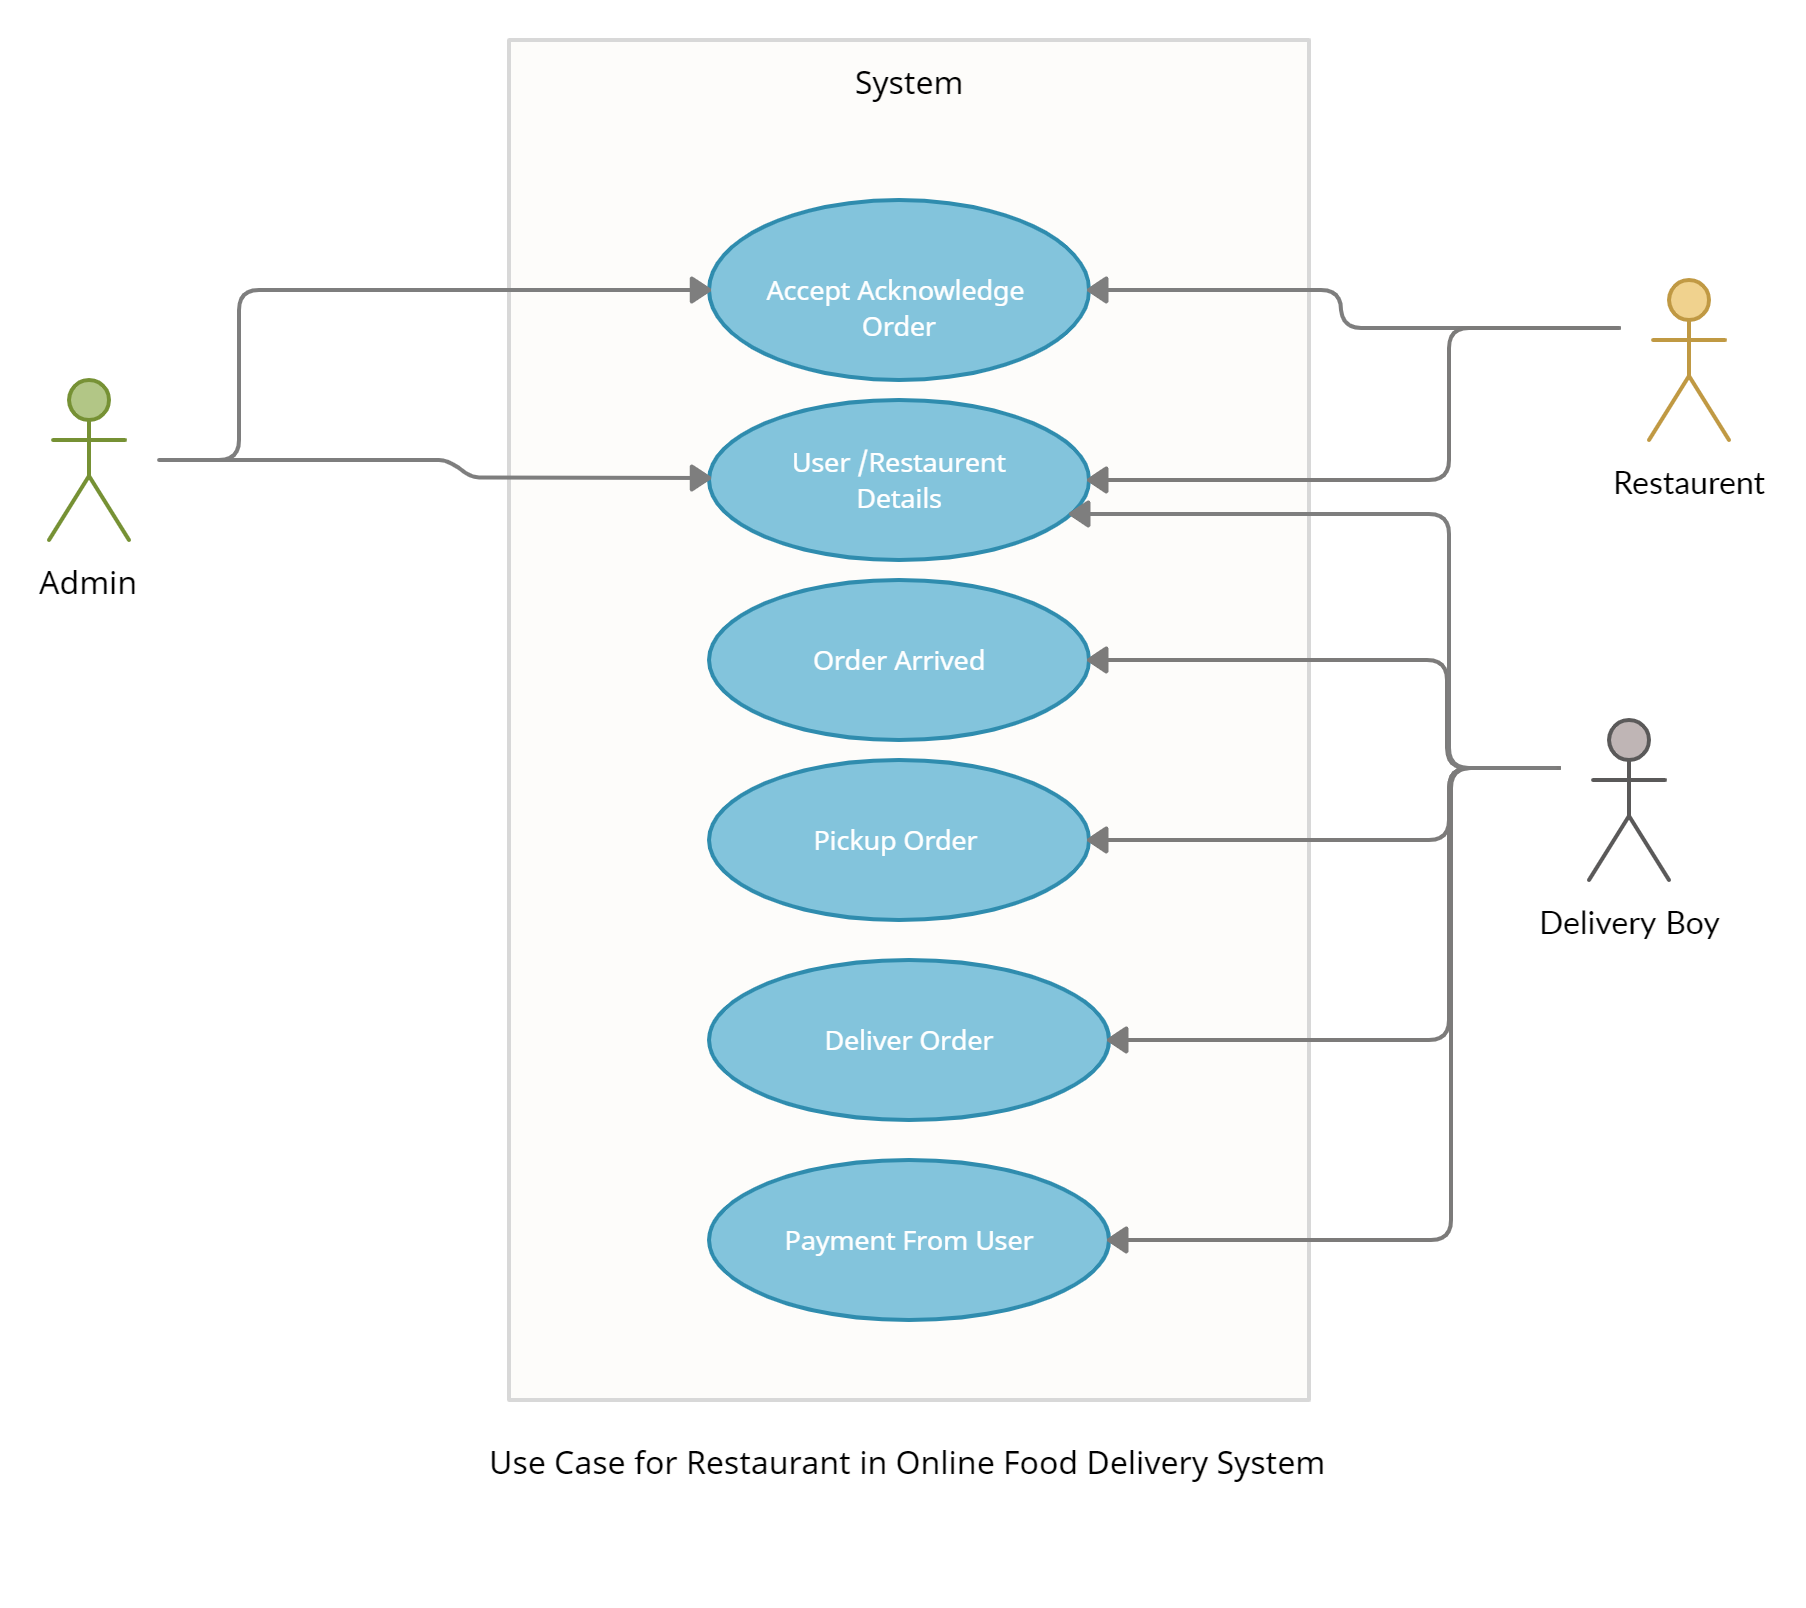 System
Accept Acknowledge
Order
User /Restaurent
Details
Order Arrived
Pickup Order
Deliver Order
Payment From User
Admin
Restaurent
Delivery Boy
Use Case for Restaurant in Online Food Delivery System